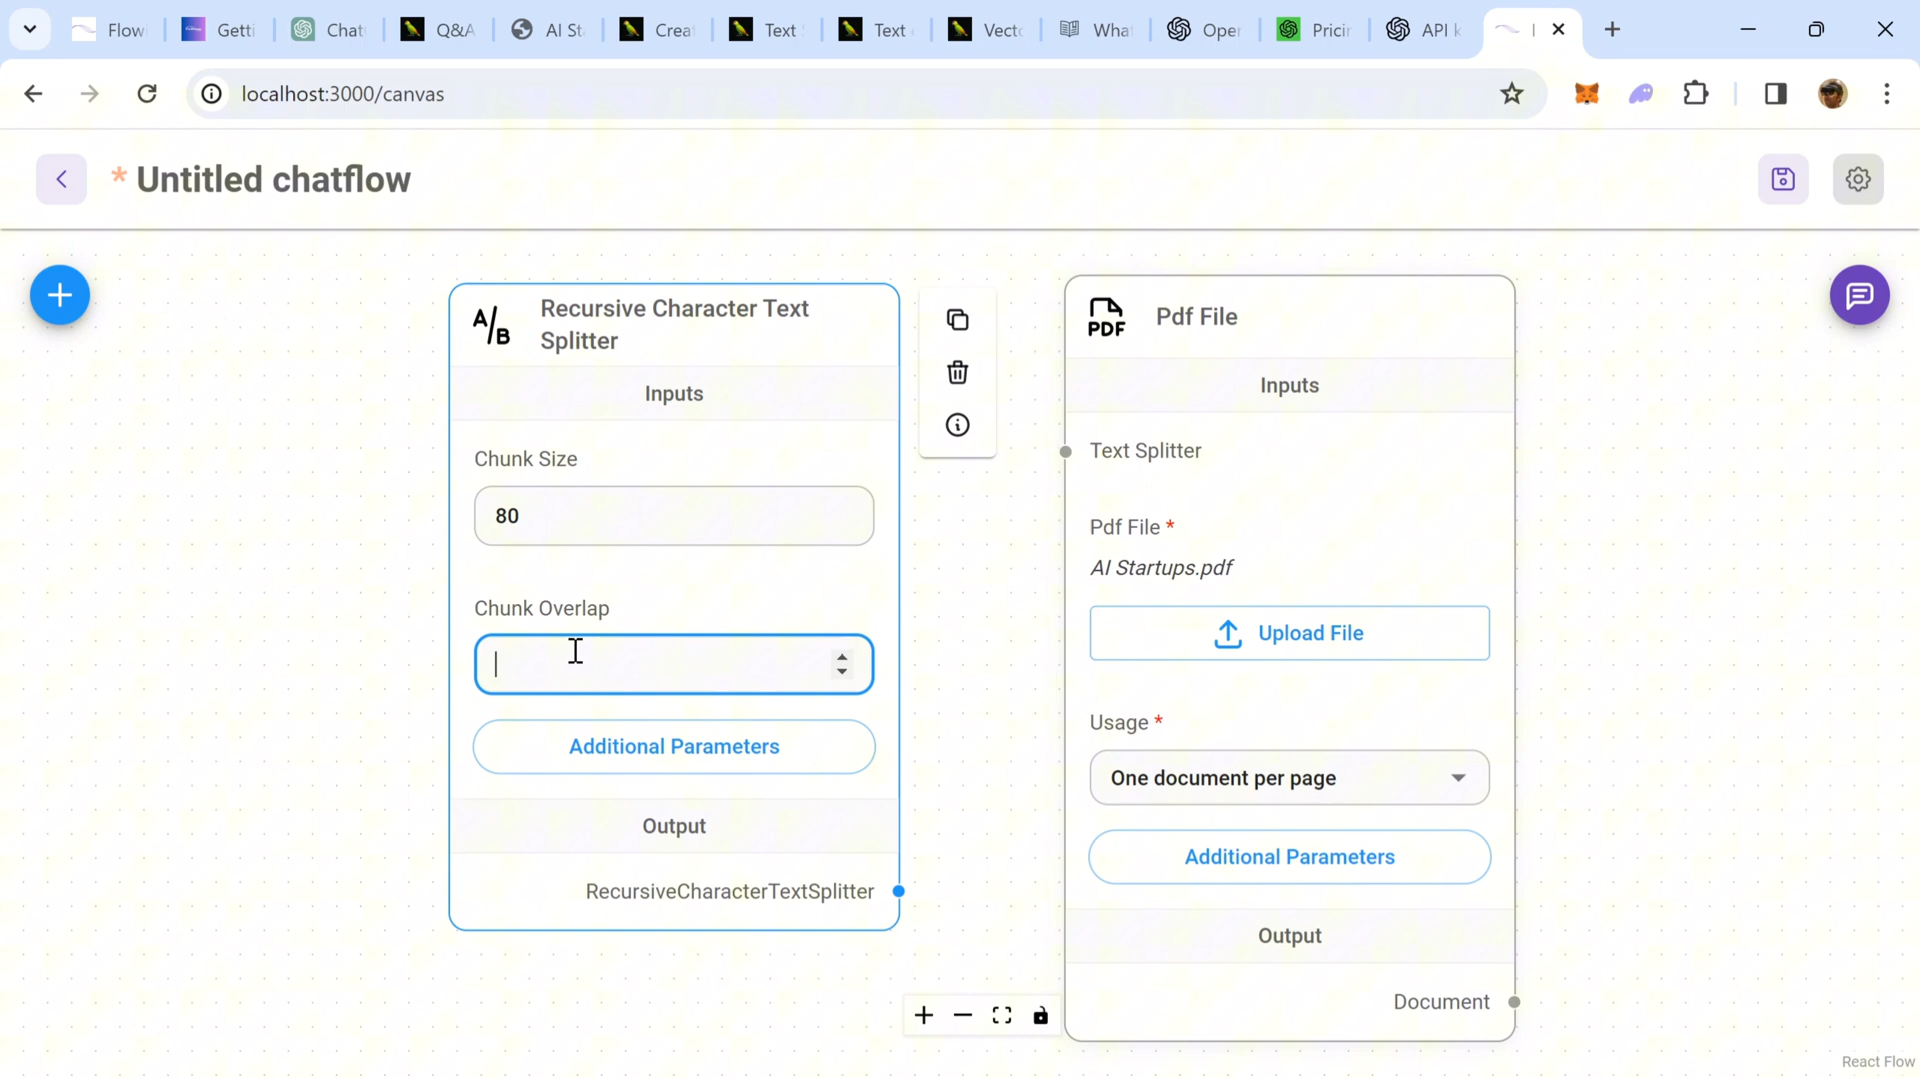 Flow
Getti
Chat
Q&A
AI St
Crea
Text
Text
Vect
Wha
Oper
Pricin
API k
localhost:3000/canvas
* Untitled chatflow
A/B
Recursive Character Text
Splitter
Inputs
Chunk Size
80
Chunk Overlap
Additional Parameters
Output
RecursiveCharacterTextSplitter
PDF
Pdf File
Inputs
Text Splitter
Pdf File *
AI Startups.pdf
Upload File
Usage *
One document per page
Additional Parameters
Output
Document
React Flow